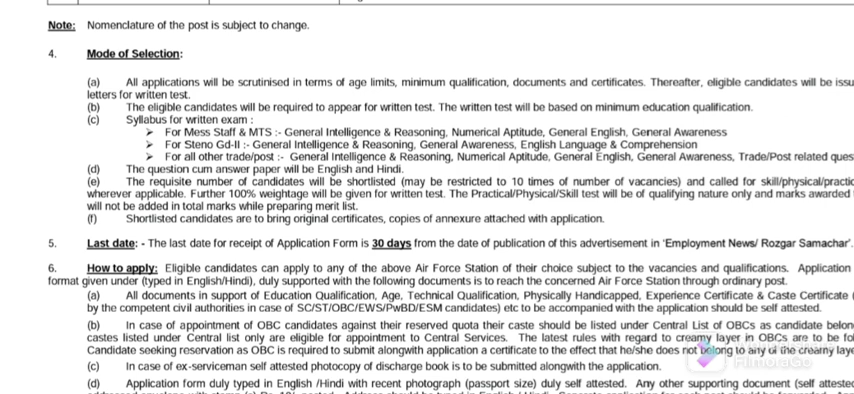 Note: Nomenclature of the post is subject to change.
4. Mode of Selection:
(a) All applications will be scrutinised in terms of age limits, minimum qualification, documents and certificates. Thereafter, eligible candidates will be issu
letters for written test.
(b) The eligible candidates will be required to appear for written test. The written test will be based on minimum education qualification.
(c) Syllabus for written exam :
➢ For Mess Staff & MTS :- General Intelligence & Reasoning, Numerical Aptitude, General English, General Awareness
➢ For Steno Gd-II :- General Intelligence & Reasoning, General Awareness, English Language & Comprehension
➢ For all other trade/post :- General Intelligence & Reasoning, Numerical Aptitude, General English, General Awareness, Trade/Post related ques
(d) The question cum answer paper will be English and Hindi.
(e) The requisite number of candidates will be shortlisted (may be restricted to 10 times of number of vacancies) and called for skill/physical/practic
wherever applicable. Further 100% weightage will be given for written test. The Practical/Physical/Skill test will be of qualifying nature only and marks awarded
will not be added in total marks while preparing merit list.
(f) Shortlisted candidates are to bring original certificates, copies of annexure attached with application.
5. Last date: - The last date for receipt of Application Form is 30 days from the date of publication of this advertisement in 'Employment News/ Rozgar Samachar'.
6. How to apply: Eligible candidates can apply to any of the above Air Force Station of their choice subject to the vacancies and qualifications. Application
format given under (typed in English/Hindi), duly supported with the following documents is to reach the concerned Air Force Station through ordinary post.
(a) All documents in support of Education Qualification, Age, Technical Qualification, Physically Handicapped, Experience Certificate & Caste Certificate (
by the competent civil authorities in case of SC/ST/OBC/EWS/PwBD/ESM candidates) etc to be accompanied with the application should be self attested.
(b) In case of appointment of OBC candidates against their reserved quota their caste should be listed under Central List of OBCs as candidate belon
castes listed under Central list only are eligible for appointment to Central Services. The latest rules with regard to creamy layer in OBCs are to be fol
Candidate seeking reservation as OBC is required to submit alongwith application a certificate to the effect that he/she does not belong to any of the creamy laye
FilmoraGo
(c) In case of ex-serviceman self attested photocopy of discharge book is to be submitted alongwith the application.
(d) Application form duly typed in English /Hindi with recent photograph (passport size) duly self attested. Any other supporting document (self attested